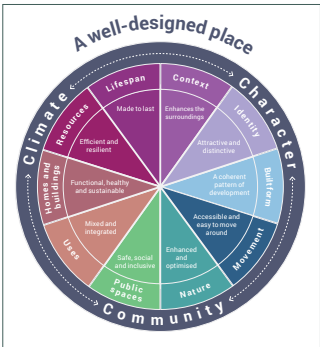 A well-designed place
Climate
Character
Community
Context
Enhances the
surroundings
Identity
Attractive and
distinctive
Built form
A coherent
pattern of
development
Movement
Accessible and
easy to move
around
Nature
Enhanced
and
optimised
Public
spaces
Safe, social
and inclusive
Uses
Mixed and
integrated
Homes and
buildings
Functional, healthy
and sustainable
Resources
Efficient and
resilient
Lifespan
Made to last